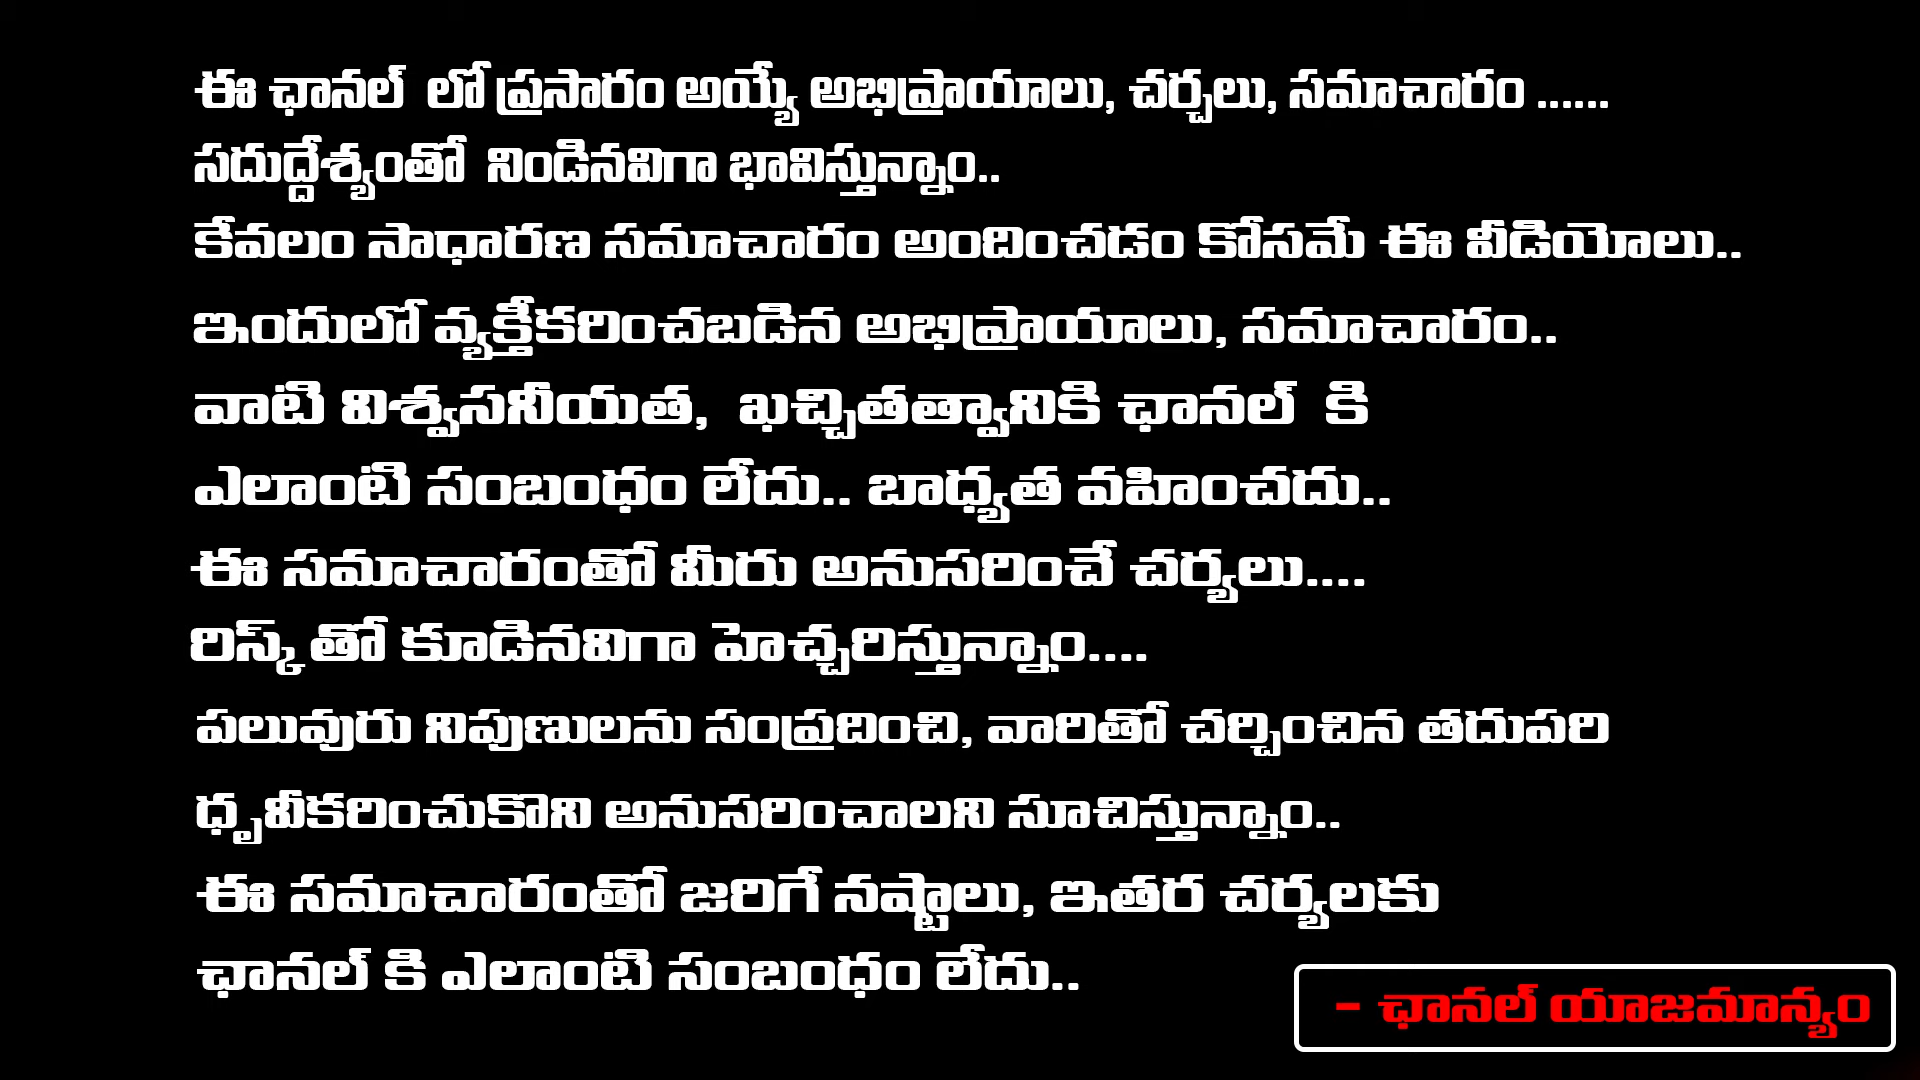 ఈ ఛానల్ లో ప్రసారం అయ్యే అభిప్రాయాలు, చర్చలు, సమాచారం ......
సదుద్దేశ్యంతో నిండినవిగా భావిస్తున్నాం..
కేవలం సాధారణ సమాచారం అందించడం కోసమే ఈ వీడియోలు..
ఇందులో వ్యక్తీకరించబడిన అభిప్రాయాలు, సమాచారం..
వాటి విశ్వసనీయత, ఖచ్చితత్వానికి ఛానల్ కి
ఎలాంటి సంబంధం లేదు.. బాధ్యత వహించదు..
ఈ సమాచారంతో మీరు అనుసరించే చర్యలు....
రిస్క్ తో కూడినవిగా హెచ్చరిస్తున్నాం....
పలువురు నిపుణులను సంప్రదించి, వారితో చర్చించిన తదుపరి
ధృవీకరించుకొని అనుసరించాలని సూచిస్తున్నాం..
ఈ సమాచారంతో జరిగే నష్టాలు, ఇతర చర్యలకు
ఛానల్ కి ఎలాంటి సంబంధం లేదు..
- ఛానల్ యాజమాన్యం